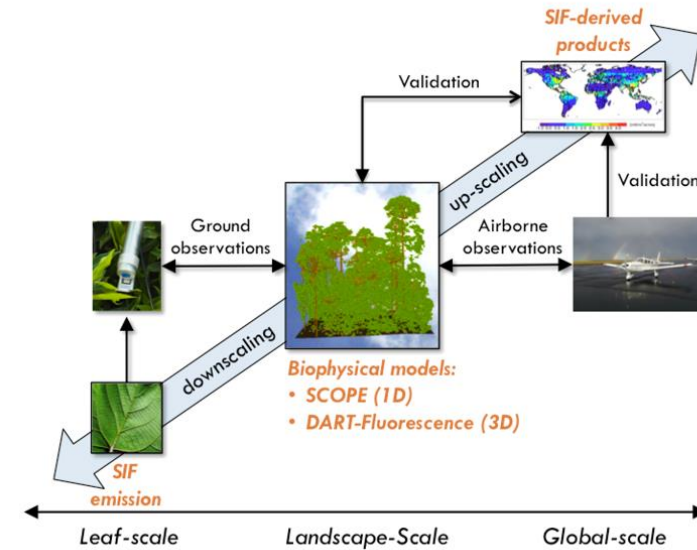 SIF-derived
products
Validation
up-scaling
Validation
Ground
observations
Airborne
observations
downscaling
Biophysical models:
• SCOPE (1D)
• DART-Fluorescence (3D)
SIF
emission
Leaf-scale
Landscape-Scale
Global-scale